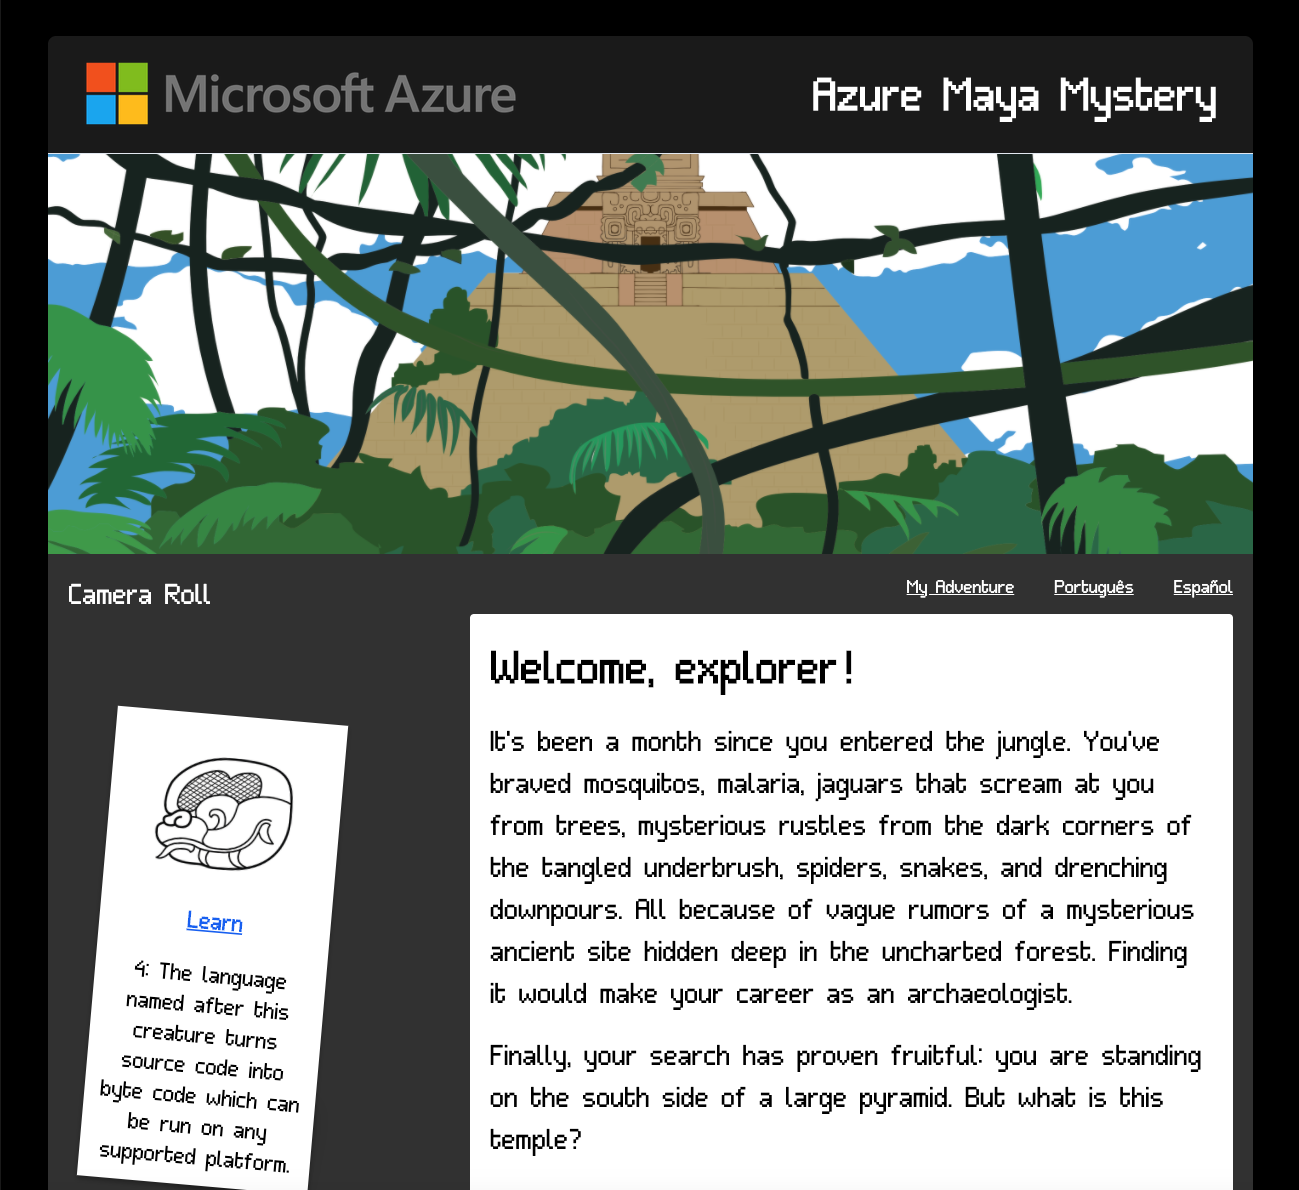 Microsoft Azure
Azure Maya Mystery
Camera Roll
My Adventure
Português
Español
Learn
4: The language
named after this
creature turns
source code into
byte code which can
be run on any
supported platform.
Welcome, explorer!
It's been a month since you entered the jungle. You've
braved mosquitos, malaria, jaguars that scream at you
from trees, mysterious rustles from the dark corners of
the tangled underbrush, spiders, snakes, and drenching
downpours. All because of vague rumors of a mysterious
ancient site hidden deep in the uncharted forest. Finding
it would make your career as an archaeologist.
Finally, your search has proven fruitful: you are standing
on the south side of a large pyramid. But what is this
temple?